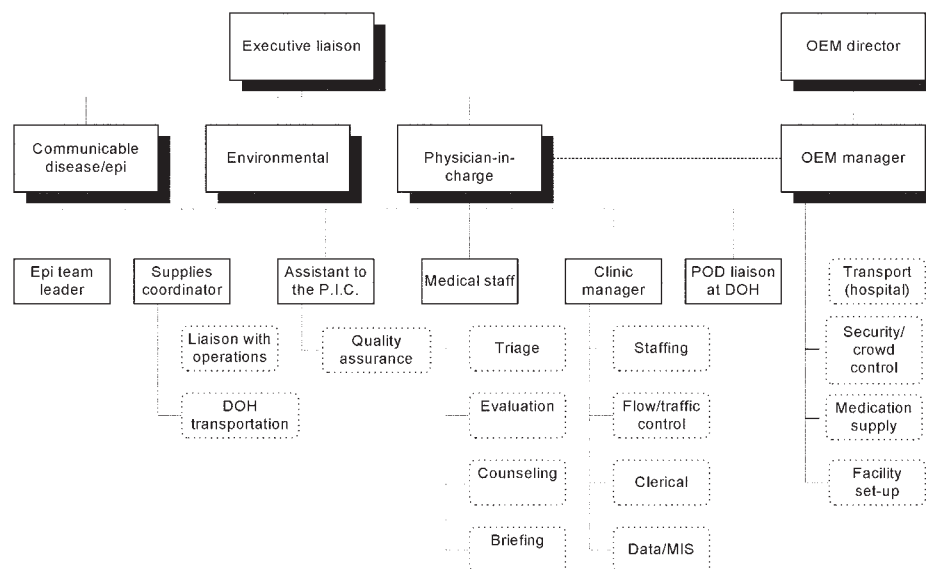 Executive liaison
OEM director
Communicable
disease/epi
Environmental
Physician-in-
charge
OEM manager
Epi team
leader
Supplies
coordinator
Assistant to
the P.I.C.
Medical staff
Clinic
manager
POD liaison
at DOH
Transport
(hospital)
Liaison with
operations
Quality
assurance
Triage
Staffing
Security/
crowd
control
DOH
transportation
Evaluation
Flow/traffic
control
Medication
supply
Counseling
Clerical
Facility
set-up
Briefing
Data/MIS